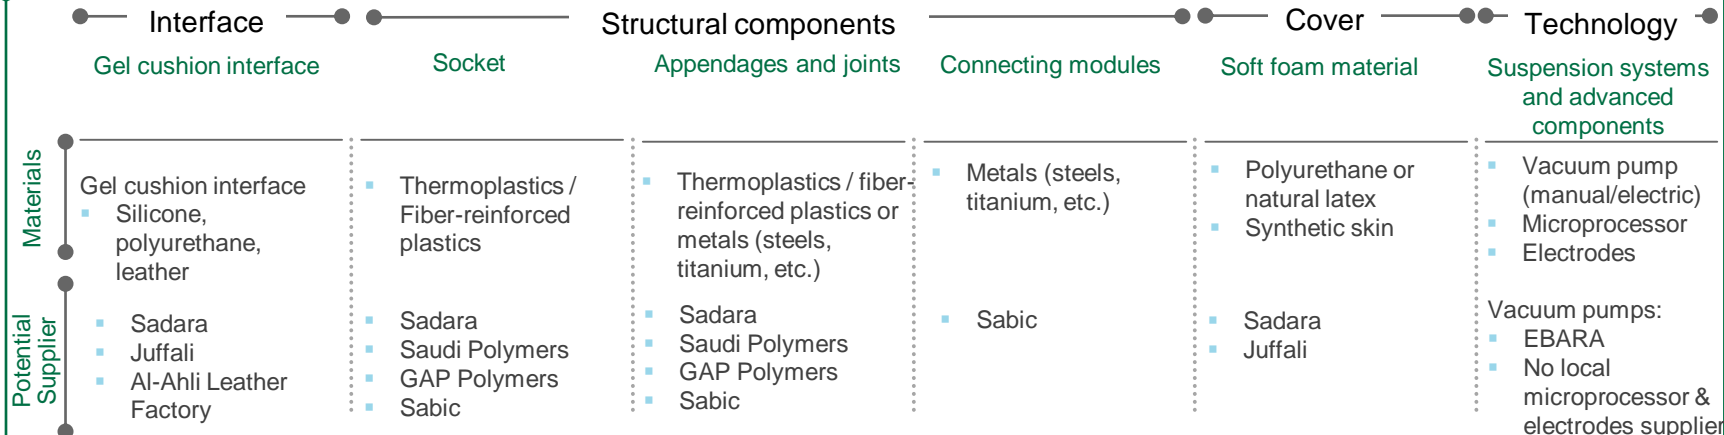 Interface
Structural components
Cover
Technology
Gel cushion interface
Socket
Appendages and joints
Connecting modules
Soft foam material
Suspension systems
and advanced
components
Materials
Gel cushion interface
Silicone,
polyurethane,
leather
Thermoplastics /
Fiber-reinforced
plastics
Thermoplastics / fiber-
reinforced plastics or
metals (steels,
titanium, etc.)
Metals (steels,
titanium, etc.)
Polyurethane or
natural latex
Synthetic skin
Vacuum pump
(manual/electric)
Microprocessor
Electrodes
Potential
Supplier
Sadara
Juffali
Al-Ahli Leather
Factory
Sadara
Saudi Polymers
GAP Polymers
Sabic
Sadara
Saudi Polymers
GAP Polymers
Sabic
Sabic
Sadara
Juffali
Vacuum pumps:
EBARA
No local
microprocessor &
electrodes supplier